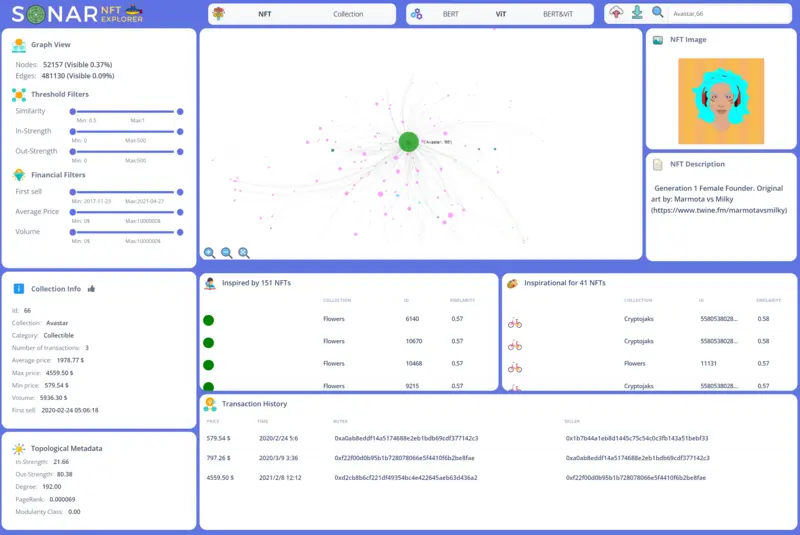 SONAR NFT EXPLORER
NFT Collection
BERT ViT BERT&ViT
Avastar,66
Graph View
Nodes: 52157 (Visible 0.37%)
Edges: 481130 (Visible 0.09%)
Threshold Filters
Similarity
Min: 0.5 Max:1
In-Strength
Min: 0 Max:500
Out-Strength
Min: 0 Max:500
Financial Filters
First sell
Min: 2017-11-23 Max:2021-04-27
Average Price
Min: 0$ Max:1000000$
Volume
Min: 0$ Max:1000000$
NFT Image
NFT Description
Generation 1 Female Founder. Original
art by: Marmota vs Milky
(https://www.twine.fm/marmotavsmilky)
Collection Info
Id: 66
Collection: Avastar
Category: Collectible
Number of transactions: 3
Average price: 1978.77 $
Max price: 4559.50 $
Min price: 579.54 $
Volume: 5936.30 $
First sell: 2020-02-24 05:06:18
Inspired by 151 NFTs
COLLECTION ID SIMILARITY
Flowers 6140 0.57
Flowers 10670 0.57
Flowers 10468 0.57
Flowers 9215 0.57
Inspirational for 41 NFTs
COLLECTION ID SIMILARITY
Cryptojaks 5580538028... 0.58
Cryptojaks 5580538028... 0.58
Flowers 11131 0.57
Cryptojaks 5580538028... 0.57
Topological Metadata
In-Strength: 21.66
Out-Strength: 80.38
Degree: 192.00
PageRank: 0.000069
Modularity Class: 0.00
Transaction History
PRICE TIME BUYER
579.54 $ 2020/2/24 5:6
797.26 $ 2020/3/9 3:36
4559.50 $ 2021/2/8 12:12